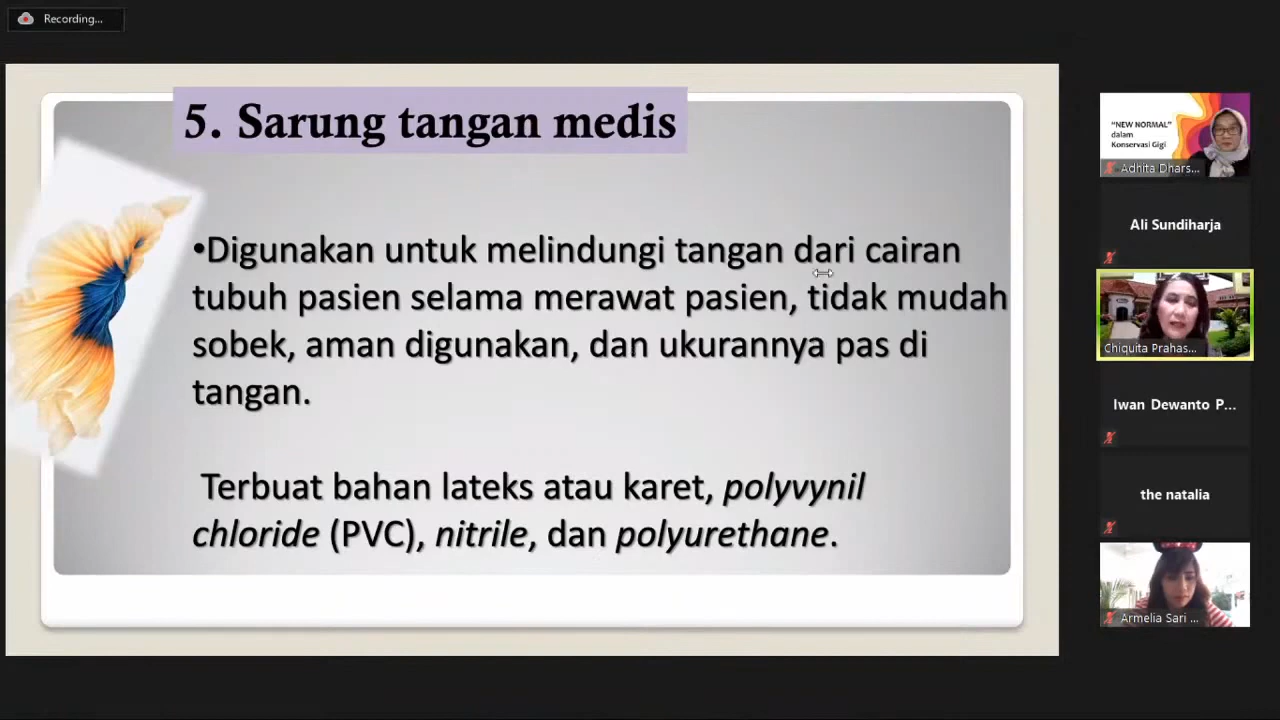 Recording...
5. Sarung tangan medis
•Digunakan untuk melindungi tangan dari cairan
tubuh pasien selama merawat pasien, tidak mudah
sobek, aman digunakan, dan ukurannya pas di
tangan.
Terbuat bahan lateks atau karet, polyvynil
chloride (PVC), nitrile, dan polyurethane.
"NEW NORMAL"
dalam
Konservasi Gigi
Adhita Dhars...
Ali Sundiharja
Chiquita Prahas...
Iwan Dewanto P...
the natalia
Armelia Sari ...